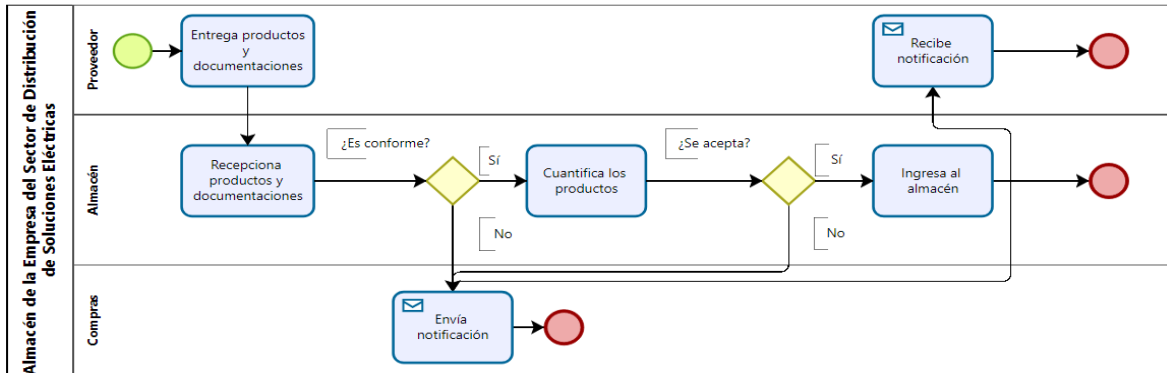 Almacén de la Empresa del Sector de Distribución
de Soluciones Eléctricas
Proveedor
Entrega productos
y
documentaciones
Recibe
notificación
Almacén
Recepciona
productos y
documentaciones
¿Es conforme?
Sí
No
Cuantifica los
productos
¿Se acepta?
Sí
No
Ingresa al
almacén
Compras
Envía
notificación